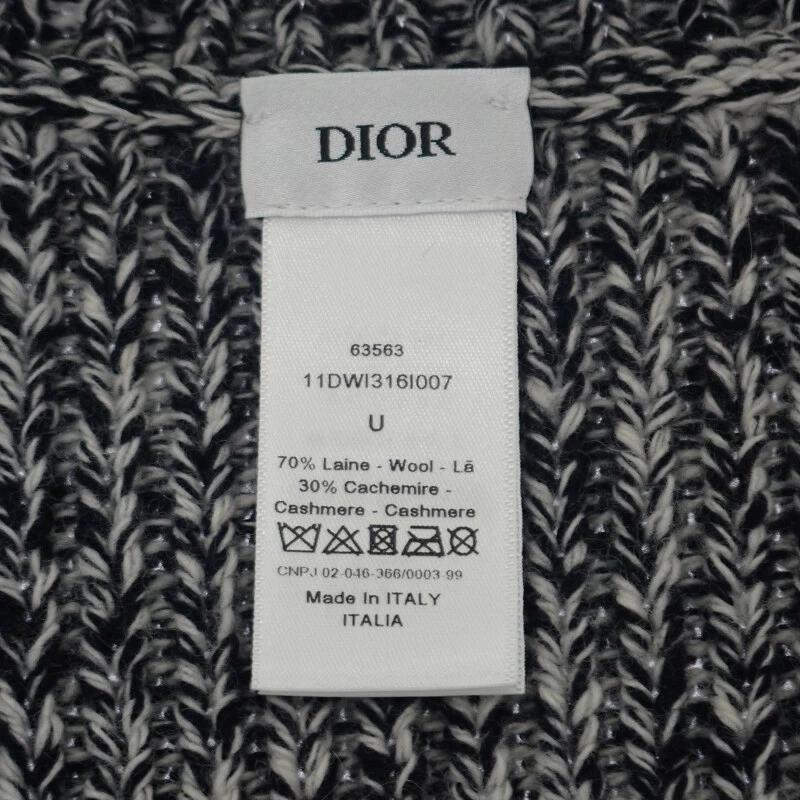 DIOR
63563
11DWI316I007
U
70% Laine - Wool - Lã
30% Cachemire -
Cashmere - Cashmere
CNPJ 02-046-366/0003-99
Made In ITALY
ITALIA